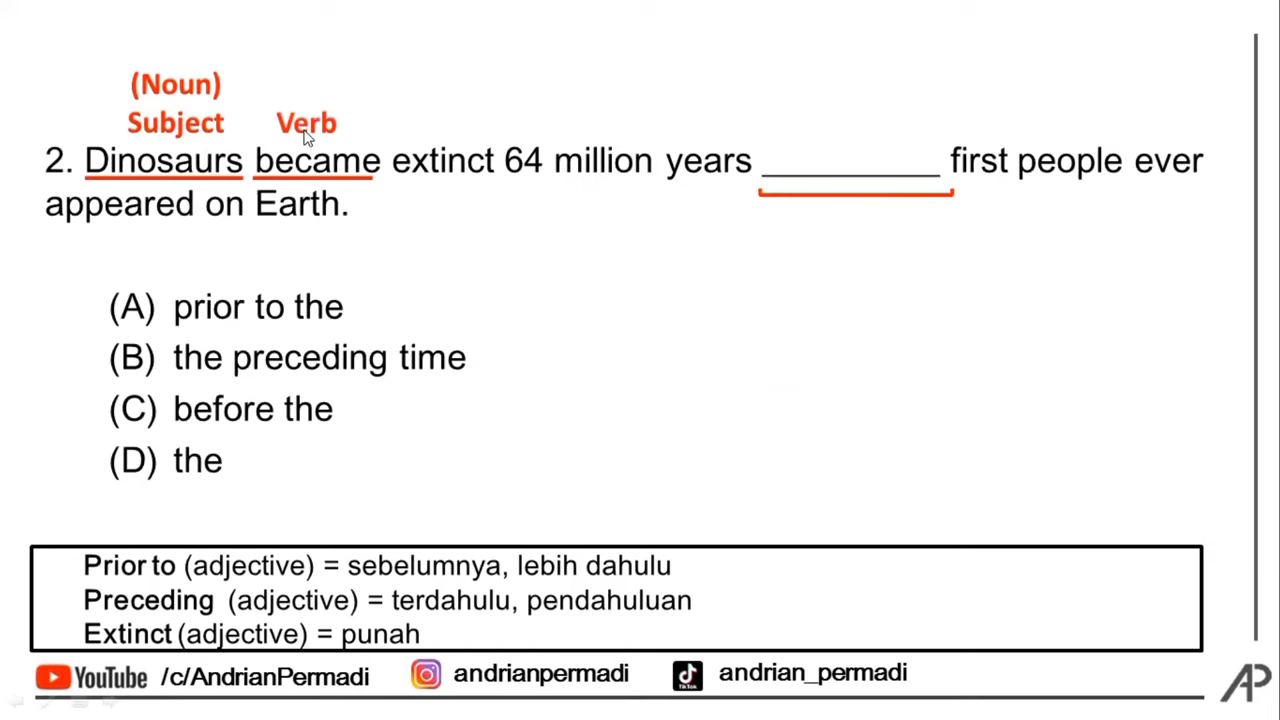 (Noun)
Subject Verb
2. Dinosaurs became extinct 64 million years __________ first people ever
appeared on Earth.
(A) prior to the
(B) the preceding time
(C) before the
(D) the
Prior to (adjective) = sebelumnya, lebih dahulu
Preceding (adjective) = terdahulu, pendahuluan
Extinct (adjective) = punah
YouTube /c/AndrianPermadi andrianpermadi TikTok andrian_permadi AP